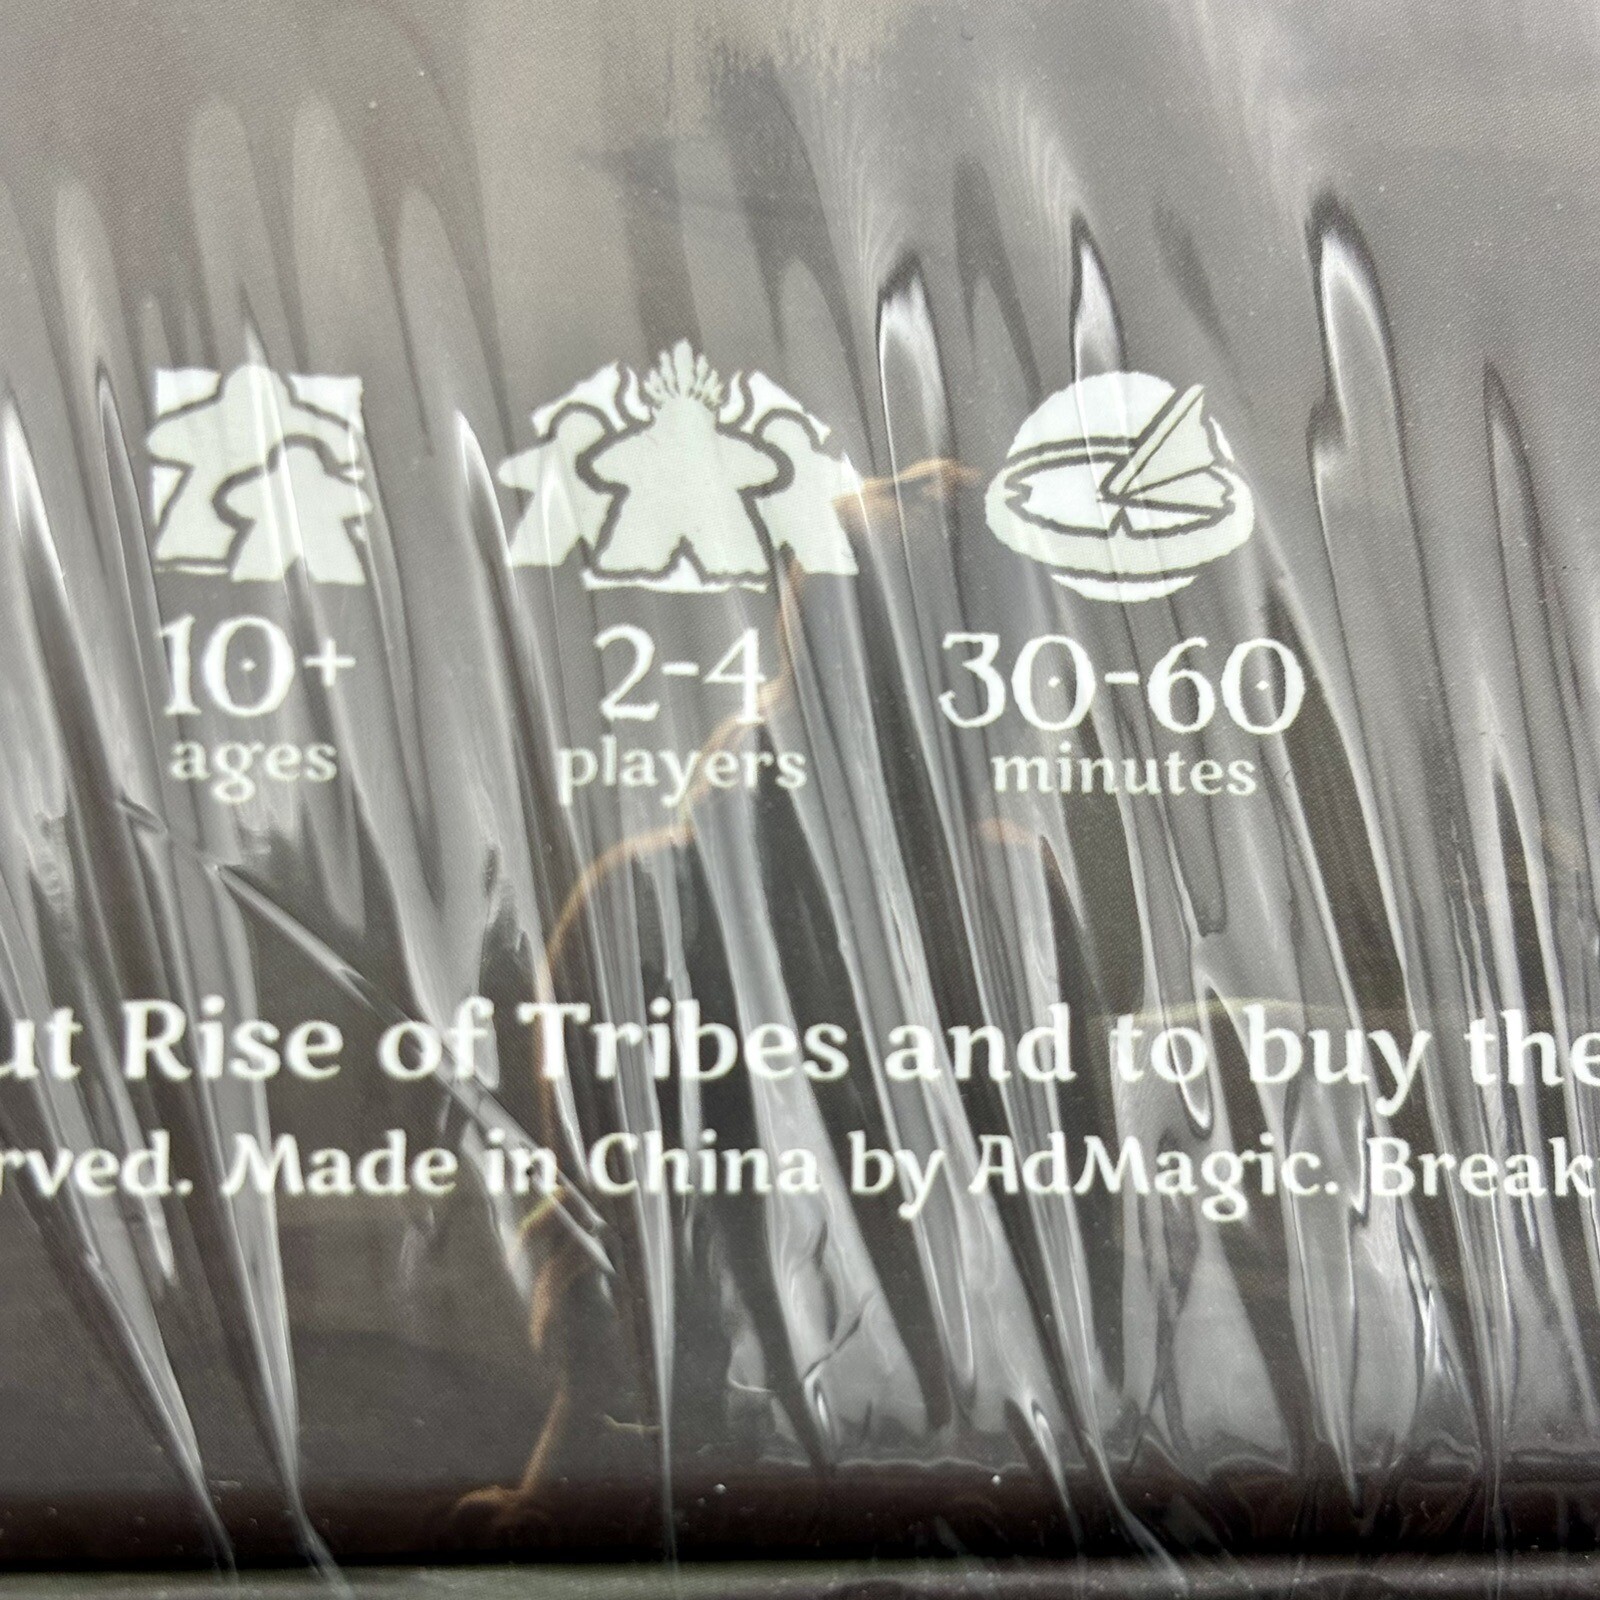 10+ 2-4 30-60
ages players minutes
ut Rise of Tribes and to buy the
rved. Made in China by AdMagic. Break